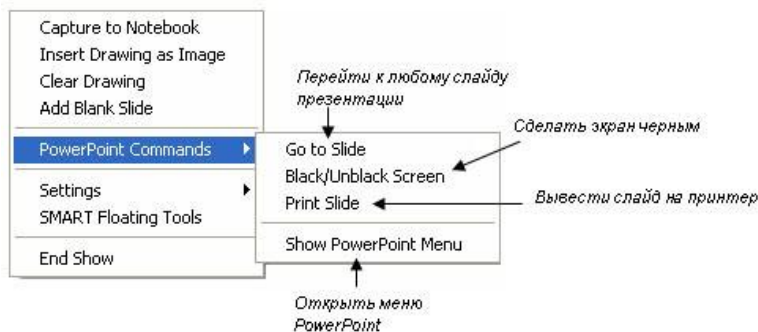 Capture to Notebook
Insert Drawing as Image
Clear Drawing
Add Blank Slide
PowerPoint Commands
Settings
SMART Floating Tools
End Show
Перейти к любому слайду
презентации
Go to Slide
Black/Unblack Screen
Print Slide
Show PowerPoint Menu
Сделать экран черным
Вывести слайд на принтер
Открыть меню
PowerPoint